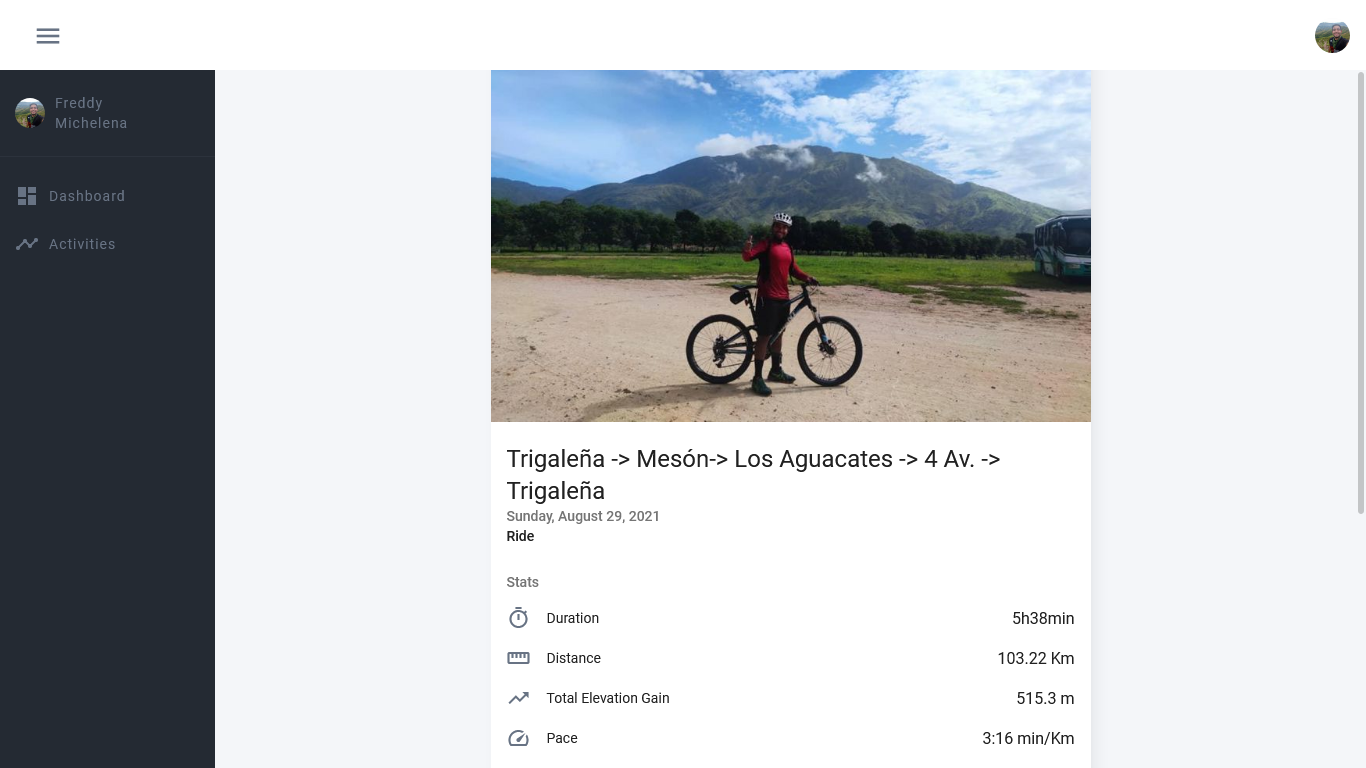 Freddy
Michelena
Dashboard
Activities
Trigaleña -> Mesón-> Los Aguacates -> 4 Av. ->
Trigaleña
Sunday, August 29, 2021
Ride
Stats
Duration 5h38min
Distance 103.22 Km
Total Elevation Gain 515.3 m
Pace 3:16 min/Km